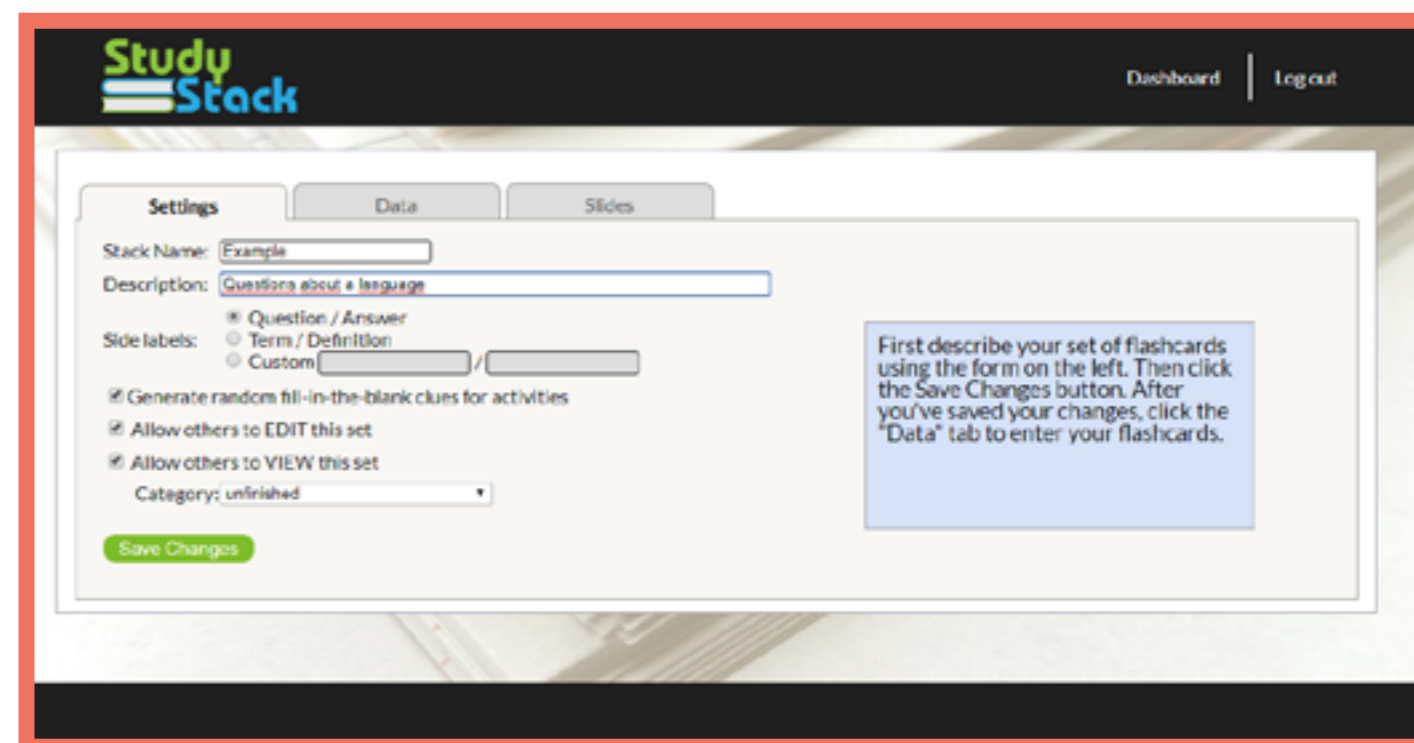 Study
Stack
Dashboard
Log out
Settings
Data
Slides
Stack Name: Example
Description: Questions about a language
Question / Answer
Side labels: Term / Definition
Custom /
Generate random fill-in-the-blank clues for activities
Allow others to EDIT this set
Allow others to VIEW this set
Category: unfinished
Save Changes
First describe your set of flashcards
using the form on the left. Then click
the Save Changes button. After
you've saved your changes, click the
"Data" tab to enter your flashcards.